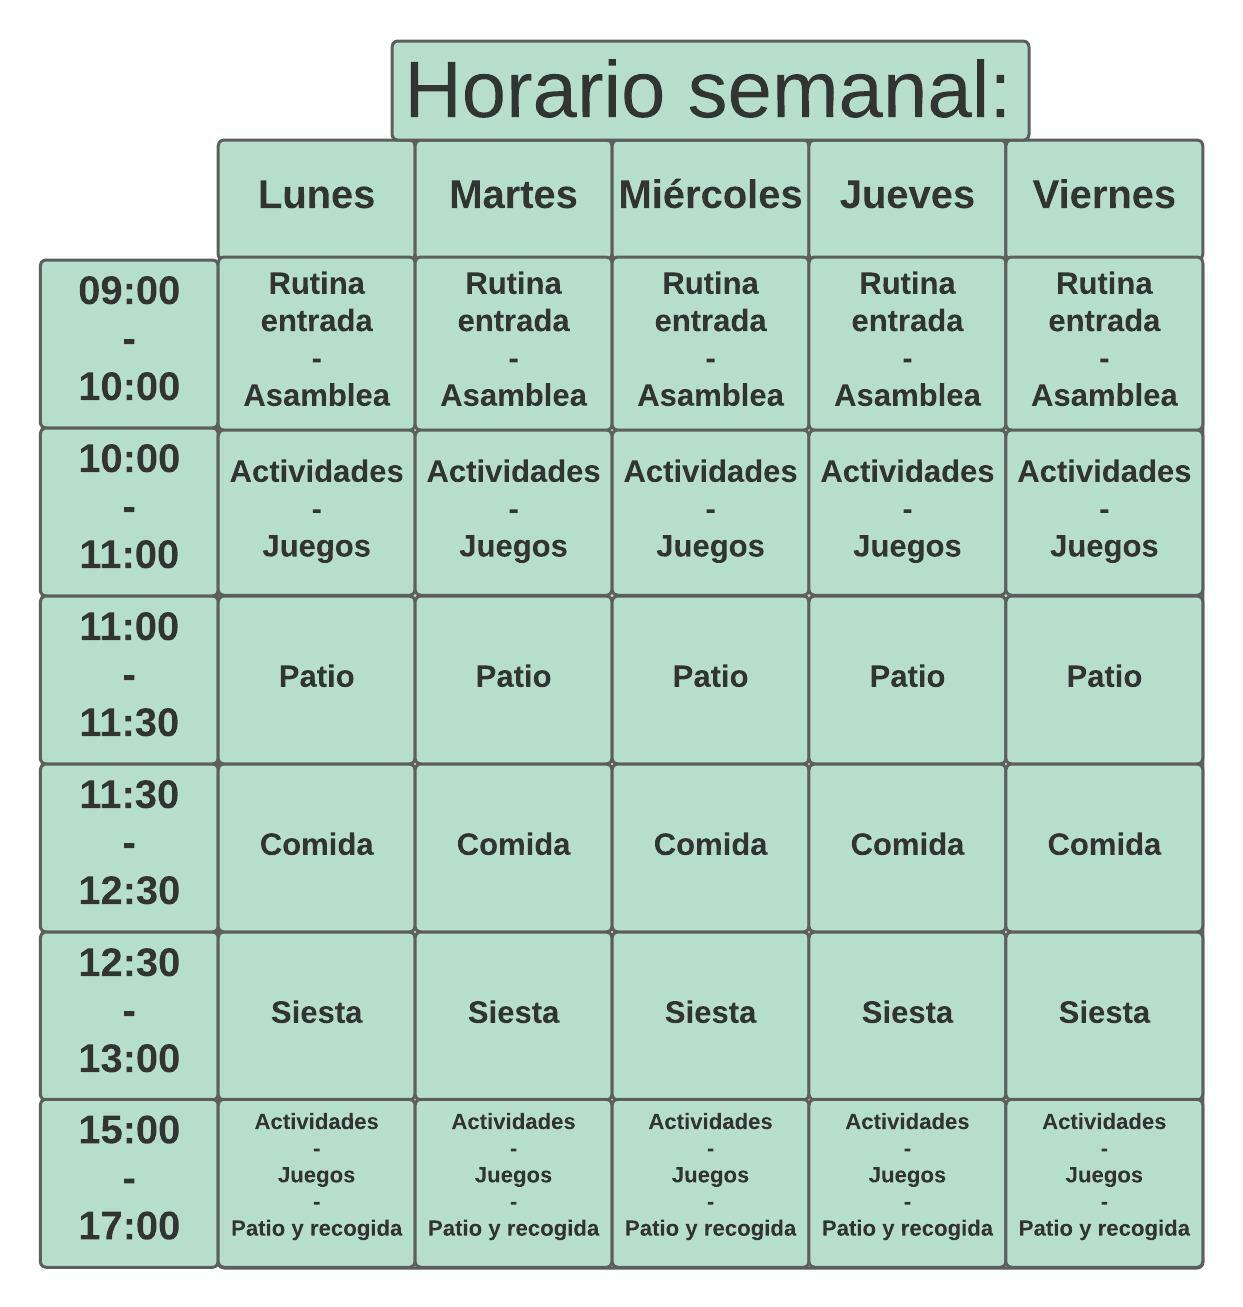 Horario semanal:
Lunes Martes Miércoles Jueves Viernes
09:00
-
10:00
Rutina
entrada
-
Asamblea
Rutina
entrada
-
Asamblea
Rutina
entrada
-
Asamblea
Rutina
entrada
-
Asamblea
Rutina
entrada
-
Asamblea
10:00
-
11:00
Actividades
-
Juegos
Actividades
-
Juegos
Actividades
-
Juegos
Actividades
-
Juegos
Actividades
-
Juegos
11:00
-
11:30
Patio
Patio
Patio
Patio
Patio
11:30
-
12:30
Comida
Comida
Comida
Comida
Comida
12:30
-
13:00
Siesta
Siesta
Siesta
Siesta
Siesta
15:00
-
17:00
Actividades
-
Juegos
-
Patio y recogida
Actividades
-
Juegos
-
Patio y recogida
Actividades
-
Juegos
-
Patio y recogida
Actividades
-
Juegos
-
Patio y recogida
Actividades
-
Juegos
-
Patio y recogida